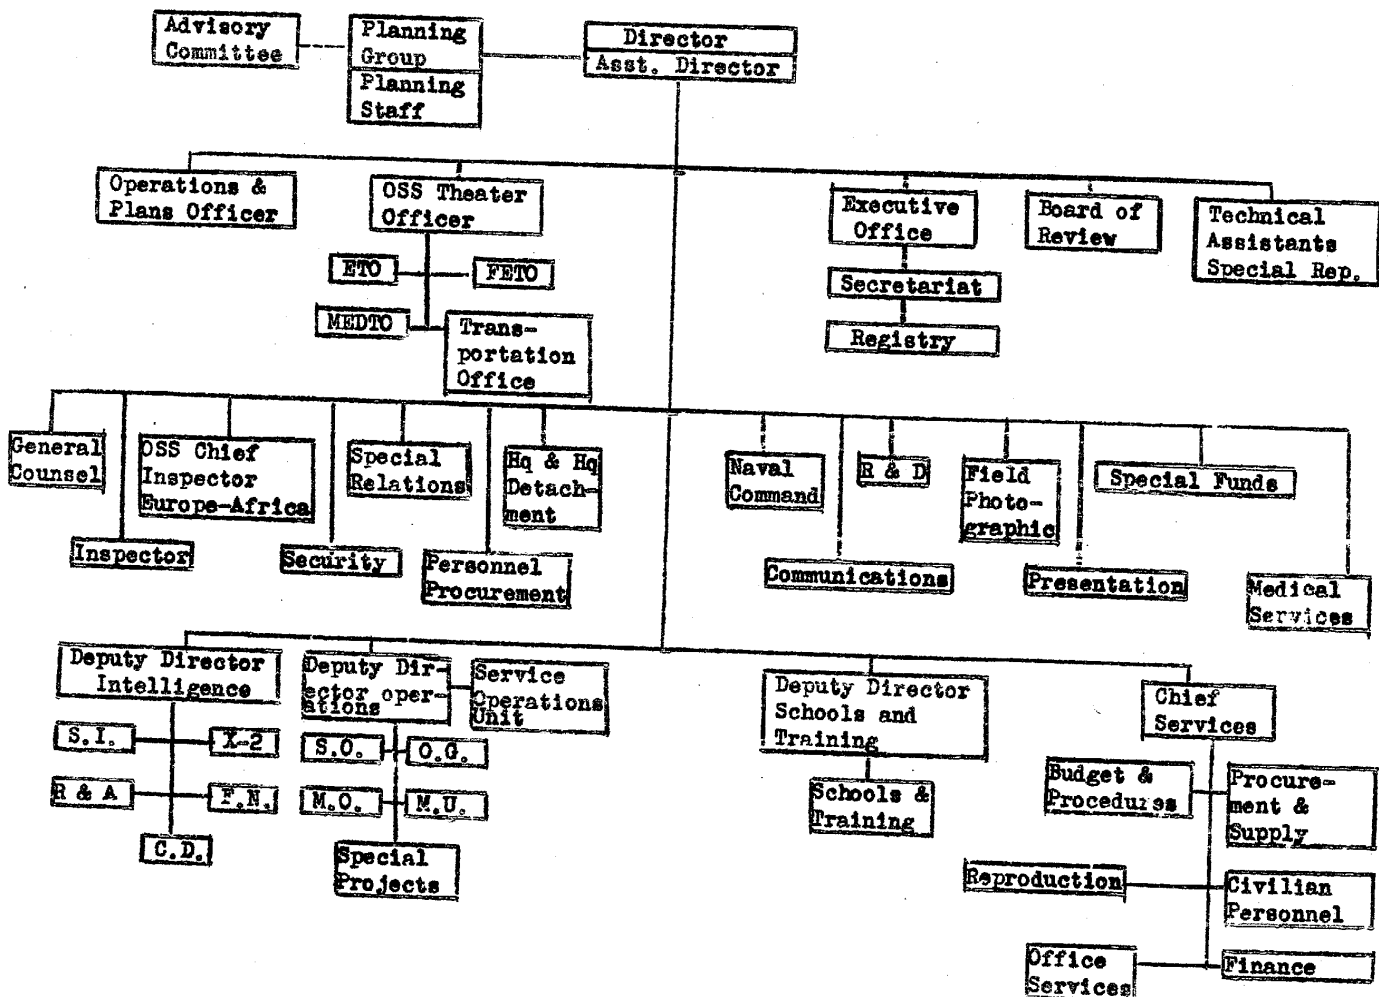 Advisory
Committee
Planning
Group
Planning
Staff
Director
Asst. Director
Operations &
Plans Officer
OSS Theater
Officer
Executive
Office
Board of
Review
Technical
Assistants
Special Rep.
ETO
FETO
MEDTO
Trans-
portation
Office
Secretariat
Registry
General
Counsel
OSS Chief
Inspector
Europe-Africa
Special
Relations
Hq & Hq
Detach-
ment
Naval
Command
R & D
Field
Photo-
graphic
Special Funds
Inspector
Security
Personnel
Procurement
Communications
Presentation
Medical
Services
Deputy Director
Intelligence
Deputy Dir-
ector oper-
ations
Service
Operations
Unit
Deputy Director
Schools and
Training
Chief
Services
S.I.
X-2
R & A
F.N.
C.D.
S.O.
O.G.
M.O.
M.U.
Special
Projects
Schools &
Training
Budget &
Procedures
Procure-
ment &
Supply
Reproduction
Civilian
Personnel
Office
Services
Finance